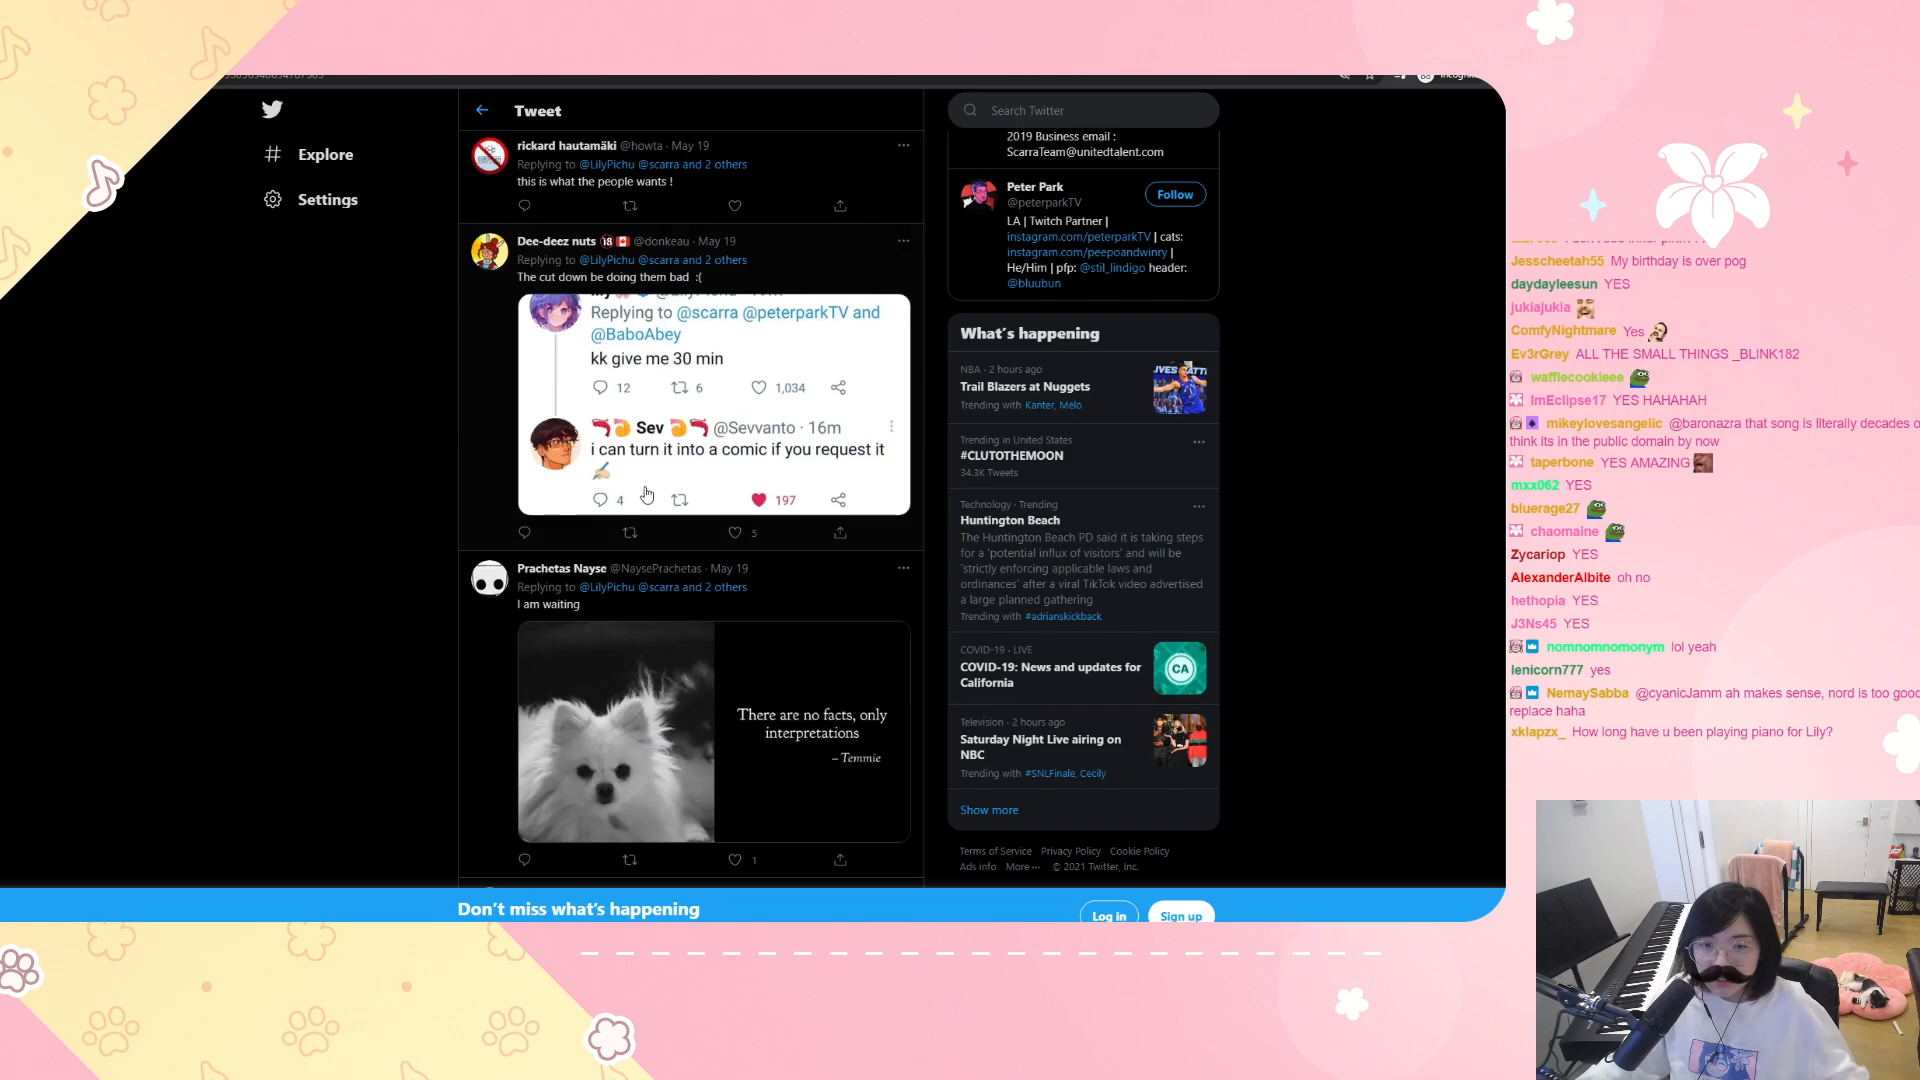 Explore
Settings
Tweet
rickard hautamäki @howta · May 19
Replying to @LilyPichu @scarra and 2 others
this is what the people wants !
Dee-deez nuts 🔞🇨🇦 @donkeau · May 19
Replying to @LilyPichu @scarra and 2 others
The cut down be doing them bad :(
Replying to @scarra @peterparkTV and
@BaboAbey
kk give me 30 min
12 6 1,034
Sev @Sevvanto · 16m
i can turn it into a comic if you request it
4 197
5
Prachetas Nayse @NaysePrachetas · May 19
Replying to @LilyPichu @scarra and 2 others
I am waiting
There are no facts, only
interpretations
– Temmie
1
Search Twitter
2019 Business email :
ScarraTeam@unitedtalent.com
Peter Park
@peterparkTV
Follow
LA | Twitch Partner |
instagram.com/peterparkTV | cats:
instagram.com/peepoandwinry |
He/Him | pfp: @stil_lindigo header:
@bluubun
What's happening
NBA · 2 hours ago
Trail Blazers at Nuggets
Trending with Kanter, Melo
Trending in United States
#CLUTOTHEMOON
34.3K Tweets
Technology · Trending
Huntington Beach
The Huntington Beach PD said it is taking steps
for a 'potential influx of visitors' and will be
'strictly enforcing applicable laws and
ordinances' after a viral TikTok video advertised
a large planned gathering
Trending with #adrianskickback
COVID-19 · LIVE
COVID-19: News and updates for
California
CA
Television · 2 hours ago
Saturday Night Live airing on
NBC
Trending with #SNLFinale, Cecily
Show more
Terms of Service Privacy Policy Cookie Policy
Ads info More ··· © 2021 Twitter, Inc.
Don't miss what's happening
Log in Sign up
Jesscheetah55 My birthday is over pog
daydayleesun YES
jukiajukia
ComfyNightmare Yes
Ev3rGrey ALL THE SMALL THINGS _BLINK182
wafflecookieee
ImEclipse17 YES HAHAHAH
mikeylovesangelic @baronazra that song is literally decades o
think its in the public domain by now
taperbone YES AMAZING
mxx062 YES
bluerage27
chaomaine
Zycariop YES
AlexanderAlbite oh no
hethopia YES
J3Ns45 YES
nomnomnomonym lol yeah
lenicorn777 yes
NemaySabba @cyanicJamm ah makes sense, nord is too good
replace haha
xklapzx_ How long have u been playing piano for Lily?